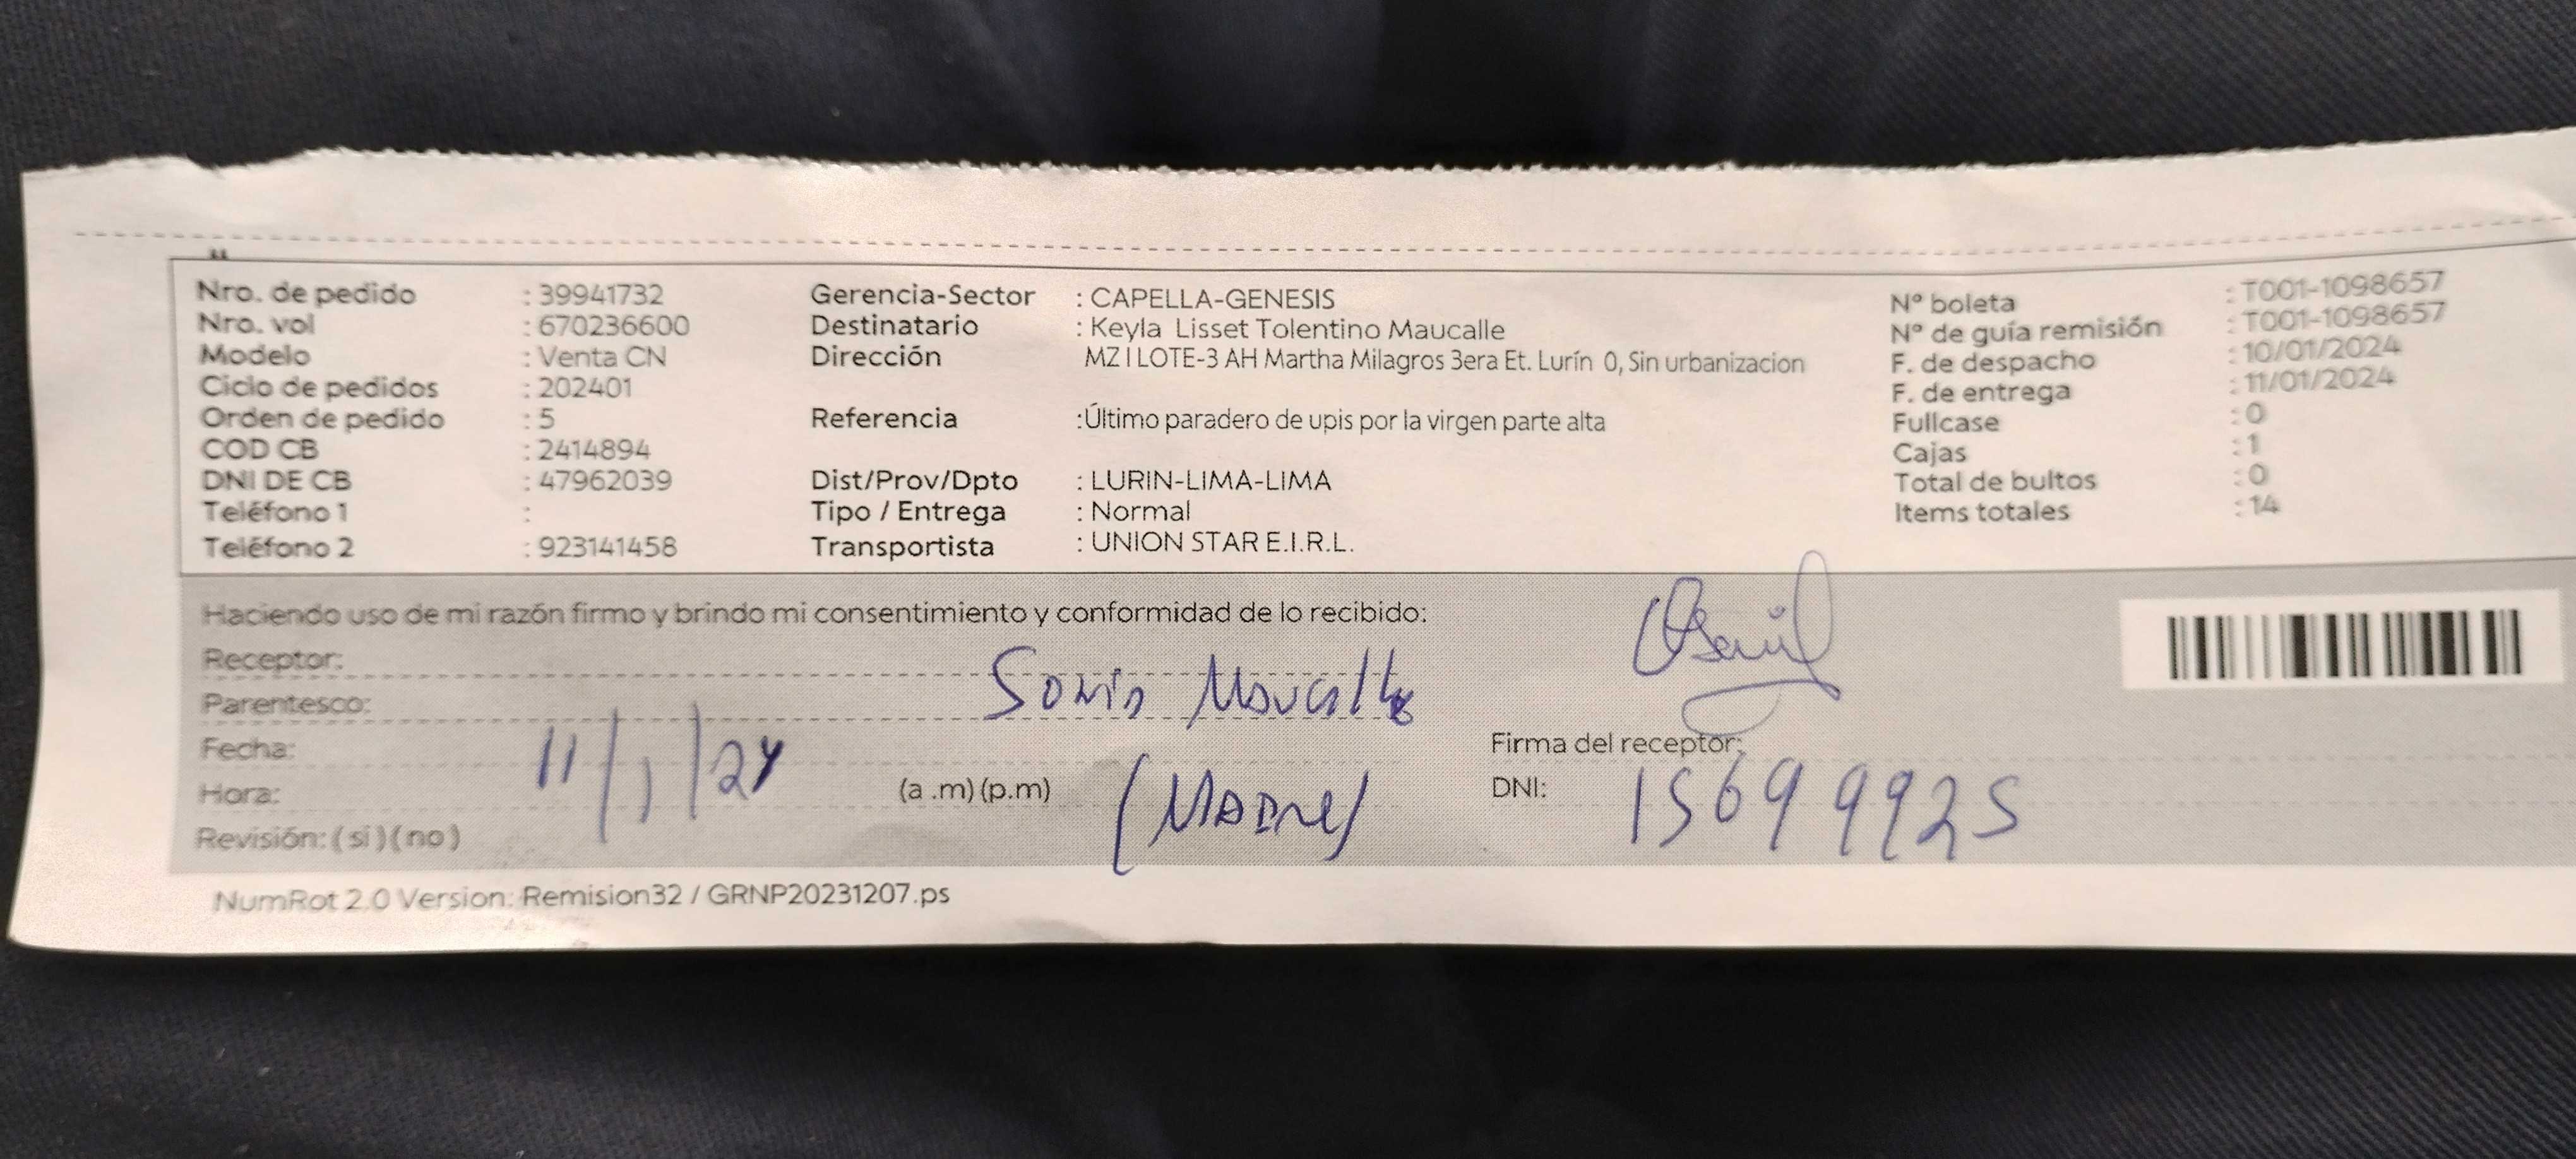 Nro. de pedido : 39941732
Nro. vol : 670236600
Modelo : Venta CN
Ciclo de pedidos : 202401
Orden de pedido : 5
COD CB : 2414894
DNI DE CB : 47962039
Teléfono 1 :
Teléfono 2 : 923141458
Gerencia-Sector : CAPELLA-GENESIS
Destinatario : Keyla Lisset Tolentino Maucalle
Dirección MZ I LOTE-3 AH Martha Milagros 3era Et. Lurín 0, Sin urbanizacion
Referencia :Último paradero de upis por la virgen parte alta
Dist/Prov/Dpto : LURIN-LIMA-LIMA
Tipo / Entrega : Normal
Transportista : UNION STAR E.I.R.L.
Nº boleta : T001-1098657
Nº de guía remisión : T001-1098657
F. de despacho : 10/01/2024
F. de entrega : 11/01/2024
Fullcase : 0
Cajas : 1
Total de bultos : 0
Items totales : 14
Haciendo uso de mi razón firmo y brindo mi consentimiento y conformidad de lo recibido:
Receptor: Sonia Maucalle
Parentesco: (MADRE)
Fecha: 11/1/24
Hora: (a .m) (p.m)
Revisión: ( si ) ( no )
Firma del receptor:
DNI: 15699925
NumRot 2.0 Version: Remision32 / GRNP20231207.ps